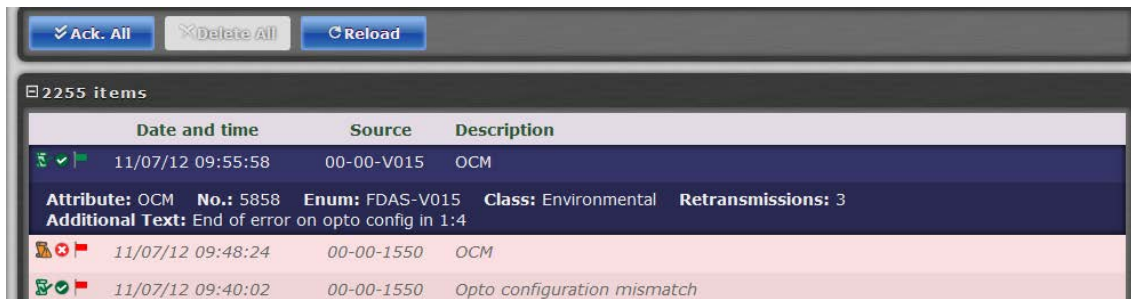 Ack. All Delete All Reload
2255 items
Date and time Source Description
11/07/12 09:55:58 00-00-V015 OCM
Attribute: OCM No.: 5858 Enum: FDAS-V015 Class: Environmental Retransmissions: 3
Additional Text: End of error on opto config in 1:4
11/07/12 09:48:24 00-00-1550 OCM
11/07/12 09:40:02 00-00-1550 Opto configuration mismatch